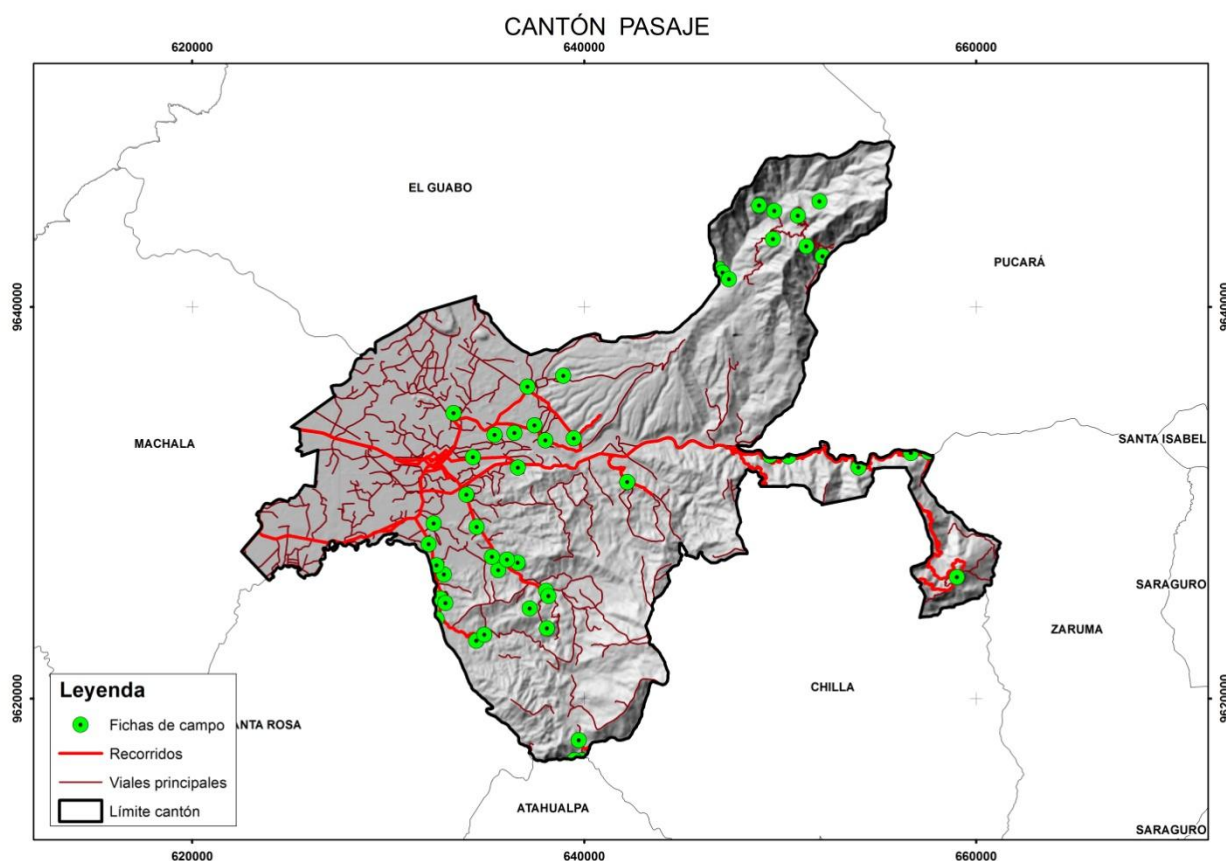 CANTÓN PASAJE
620000
640000
660000
EL GUABO
PUCARÁ
9640000
9640000
MACHALA
SANTA ISABEL
SARAGURO
ZARUMA
CHILLA
9620000
9620000
Leyenda
Fichas de campo
ANTA ROSA
Recorridos
Viales principales
Límite cantón
ATAHUALPA
SARAGURO
620000
640000
660000